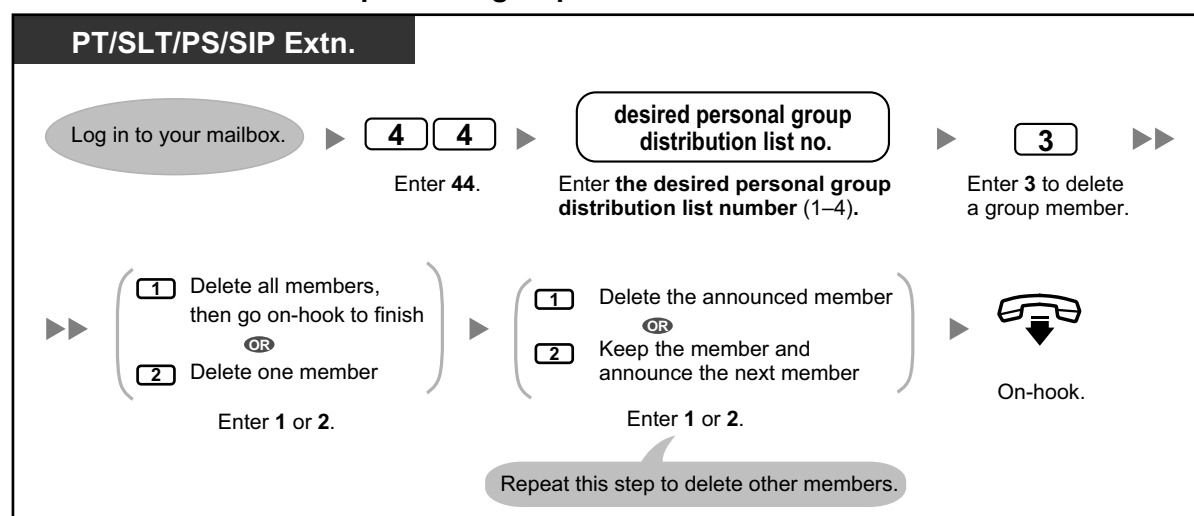 PT/SLT/PS/SIP Extn.
Log in to your mailbox.
4 4
Enter 44.
desired personal group
distribution list no.
Enter the desired personal group
distribution list number (1–4).
3
Enter 3 to delete
a group member.
1 Delete all members,
then go on-hook to finish
OR
2 Delete one member
Enter 1 or 2.
1 Delete the announced member
OR
2 Keep the member and
announce the next member
Enter 1 or 2.
Repeat this step to delete other members.
On-hook.